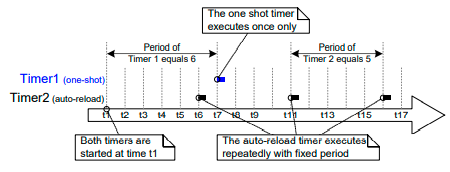 The one shot timer
executes once only
Period of
Timer 1 equals 6
Period of
Timer 2 equals 5
Timer1 (one-shot)
Timer2 (auto-reload)
t1 t2 t3 t4 t5 t6 t7 t8 t9 t11 t13 t15 t17
Both timers are
started at time t1
The auto-reload timer executes
repeatedly with fixed period